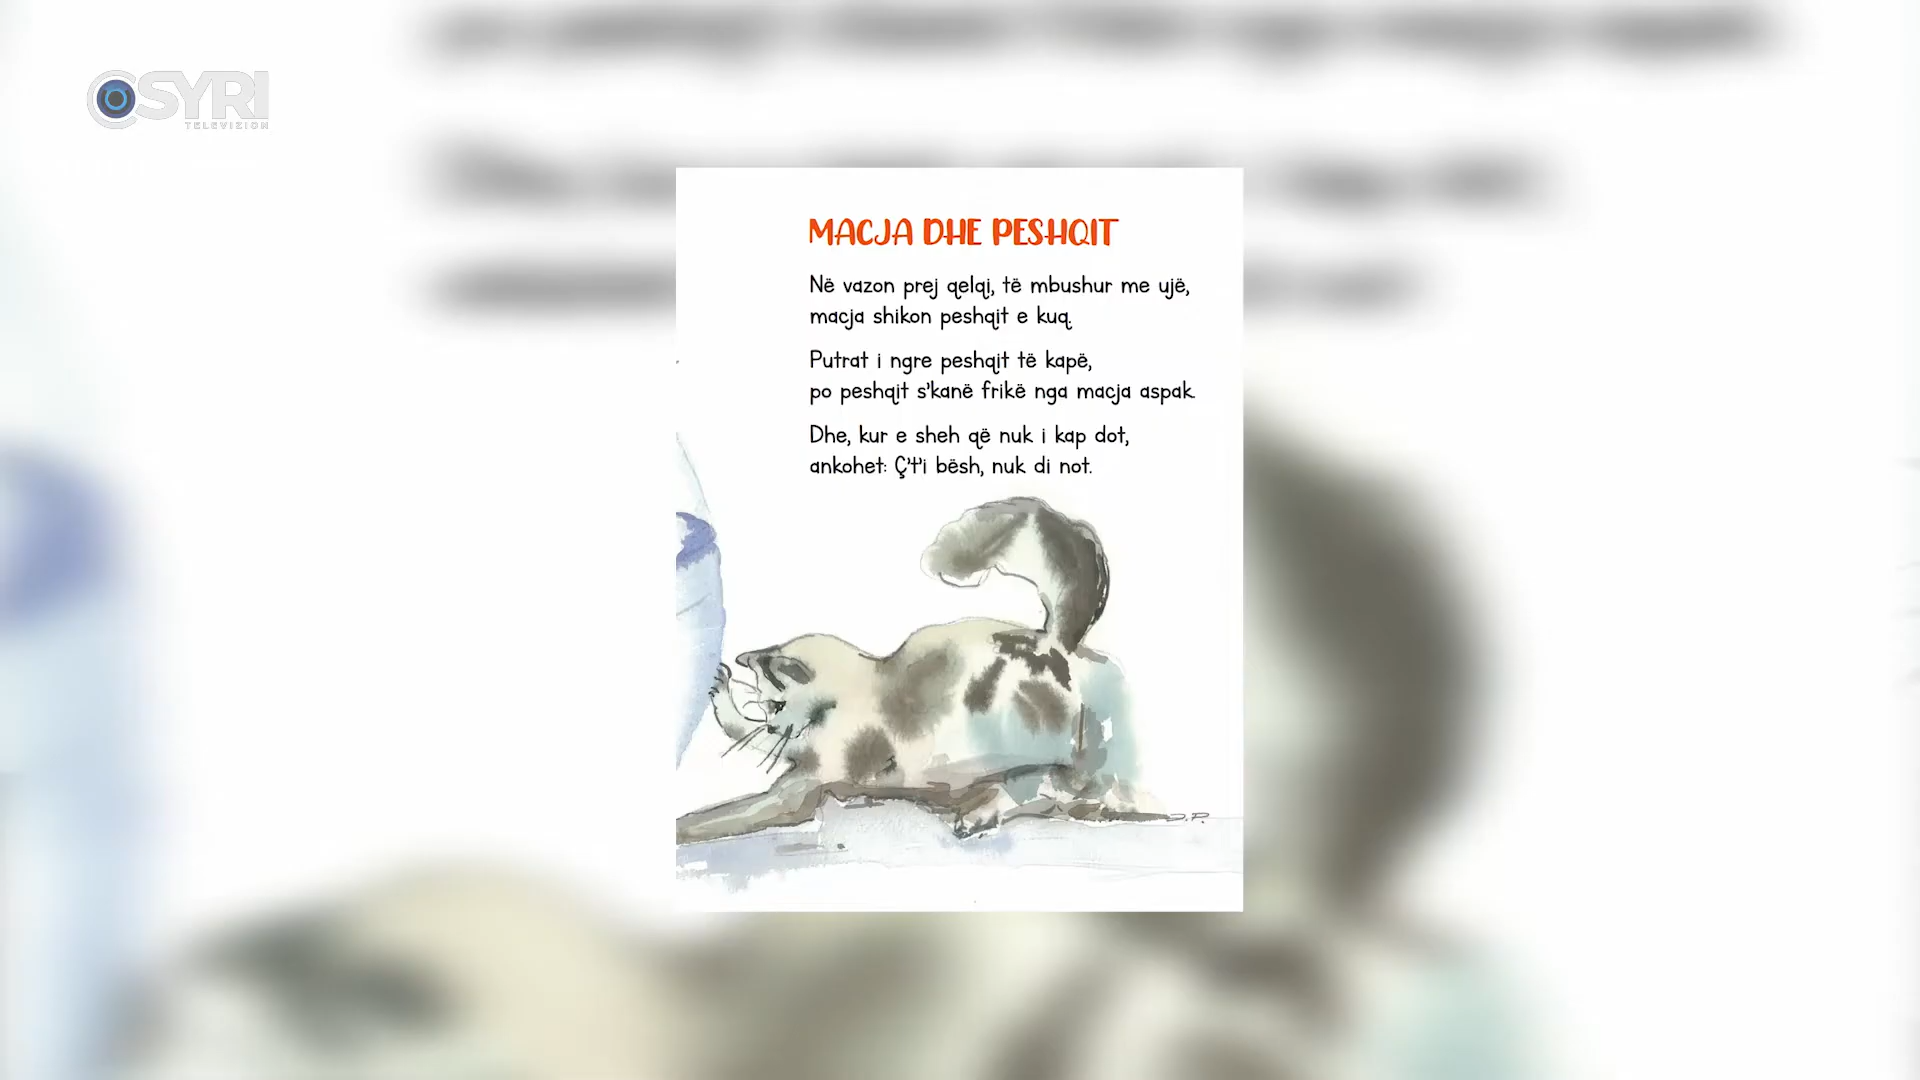 SYRI
TELEVIZION
MACJA DHE PESHQIT
Në vazon prej qelqi, të mbushur me ujë,
macja shikon peshqit e kuq.
Putrat i ngre peshqit të kapë,
po peshqit s'kanë frikë nga macja aspak.
Dhe, kur e sheh që nuk i kap dot,
ankohet: Ç't'i bësh, nuk di not.
J.P.